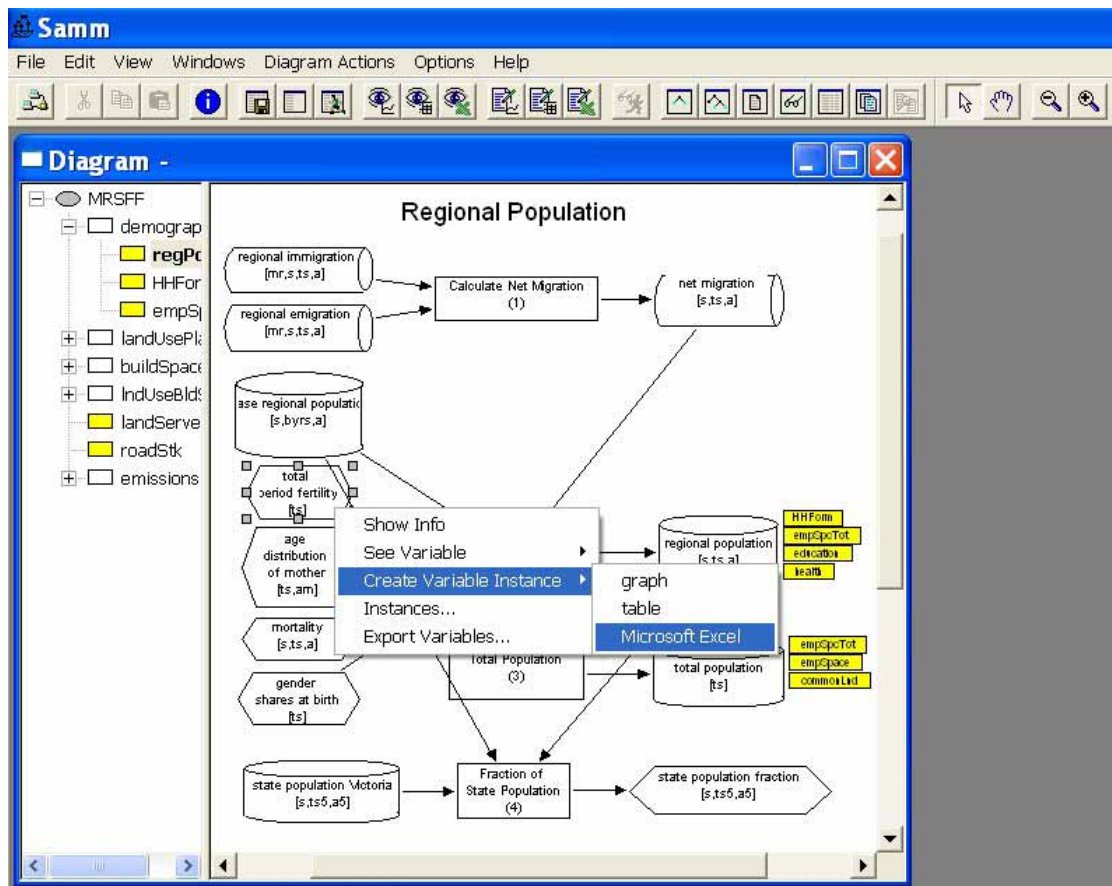 Samm
File Edit View Windows Diagram Actions Options Help
Diagram -
MRSFF
demograp
regPc
HHFor
empS
landUsePla
buildSpace
lndUseBld
landServe
roadStk
emissions
Regional Population
regional immigration
[mr,s,ts,a]
regional emigration
[mr,s,ts,a]
Calculate Net Migration
(1)
net migration
[s,ts,a]
ase regional populatic
[s,byrs,a]
total
period fertility
[ts]
age
distribution
of mother
[ts,am]
mortality
[s,ts,a]
gender
shares at birth
[ts]
Show Info
See Variable
Create Variable Instance
Instances...
Export Variables...
graph
table
Microsoft Excel
regional population
[s,ts,a]
HHForm
empSpcTot
education
health
Total Population
(3)
total population
[ts]
empSpcTot
empSpace
commonLnd
state population Victoria
[s,ts5,a5]
Fraction of
State Population
(4)
state population fraction
[s,ts5,a5]